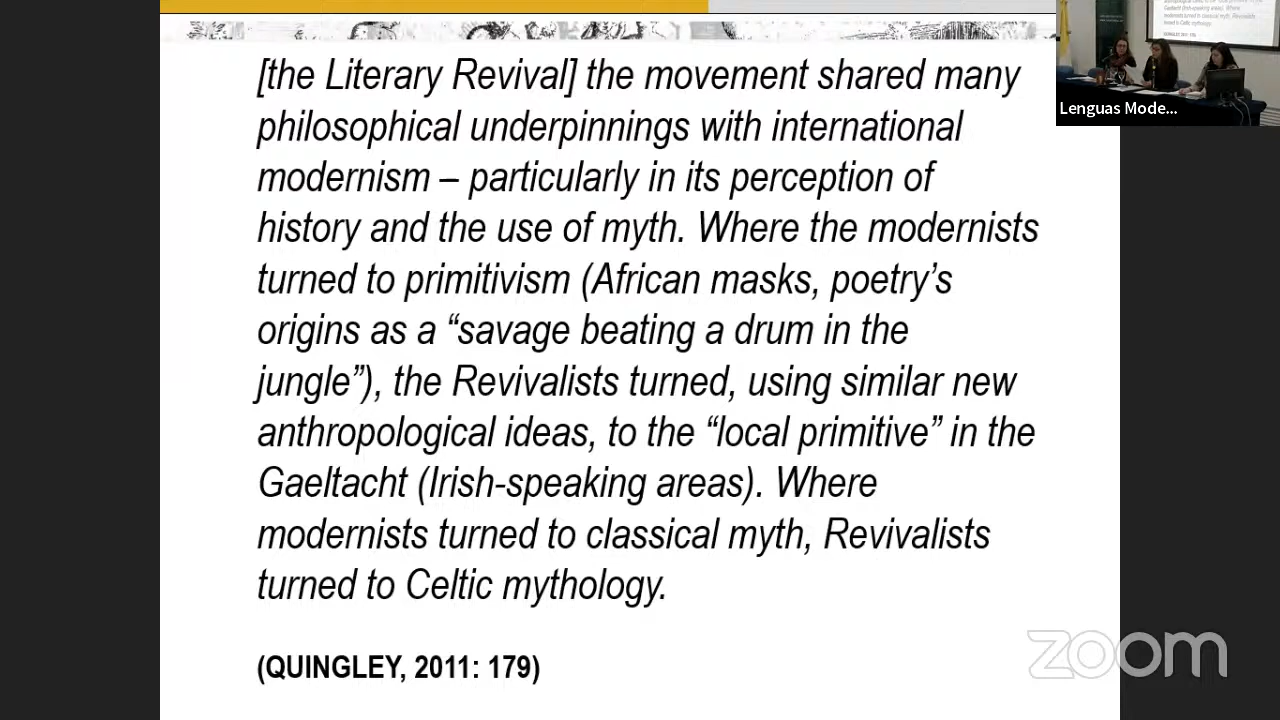 [the Literary Revival] the movement shared many
philosophical underpinnings with international
modernism – particularly in its perception of
history and the use of myth. Where the modernists
turned to primitivism (African masks, poetry’s
origins as a “savage beating a drum in the
jungle”), the Revivalists turned, using similar new
anthropological ideas, to the “local primitive” in the
Gaeltacht (Irish-speaking areas). Where
modernists turned to classical myth, Revivalists
turned to Celtic mythology.
(QUINGLEY, 2011: 179)
Lenguas Mode...
zoom